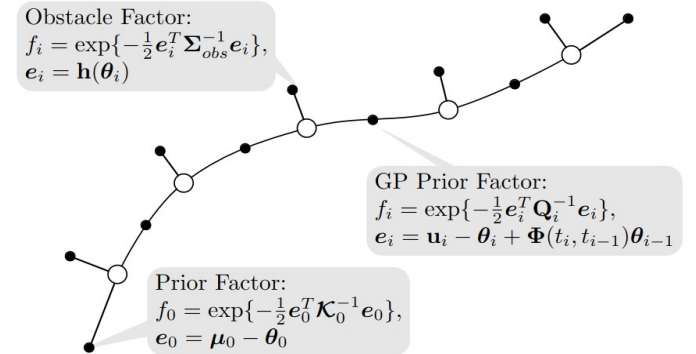 Obstacle Factor:
f_i = exp{−½ e_i^T Σ_obs^{-1} e_i},
e_i = h(θ_i)
GP Prior Factor:
f_i = exp{−½ e_i^T Q_i^{-1} e_i},
e_i = u_i − θ_i + Φ(t_i, t_{i−1})θ_{i−1}
Prior Factor:
f_0 = exp{−½ e_0^T 𝓚_0^{-1} e_0},
e_0 = μ_0 − θ_0